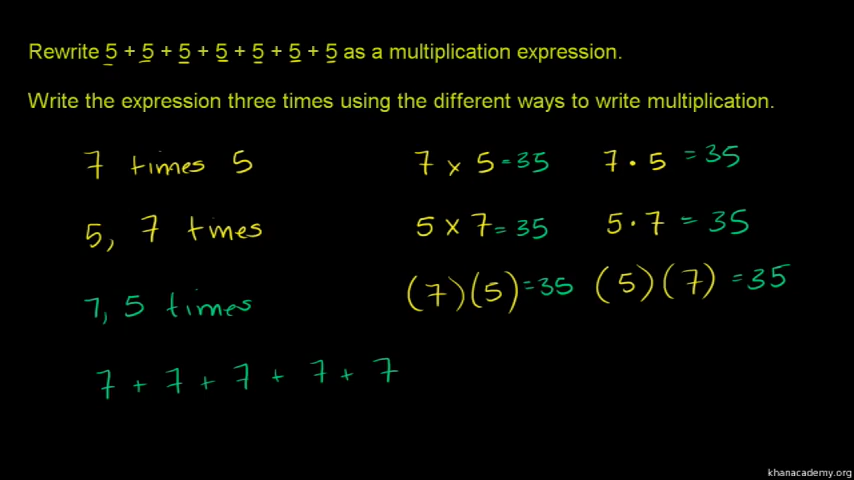 Rewrite 5 + 5 + 5 + 5 + 5 + 5 + 5 as a multiplication expression.
Write the expression three times using the different ways to write multiplication.
7 times 5
7 x 5 = 35
7 · 5 = 35
5, 7 times
5 x 7 = 35
5 · 7 = 35
7, 5 times
(7)(5) = 35
(5)(7) = 35
7 + 7 + 7 + 7 + 7
khanacademy.org